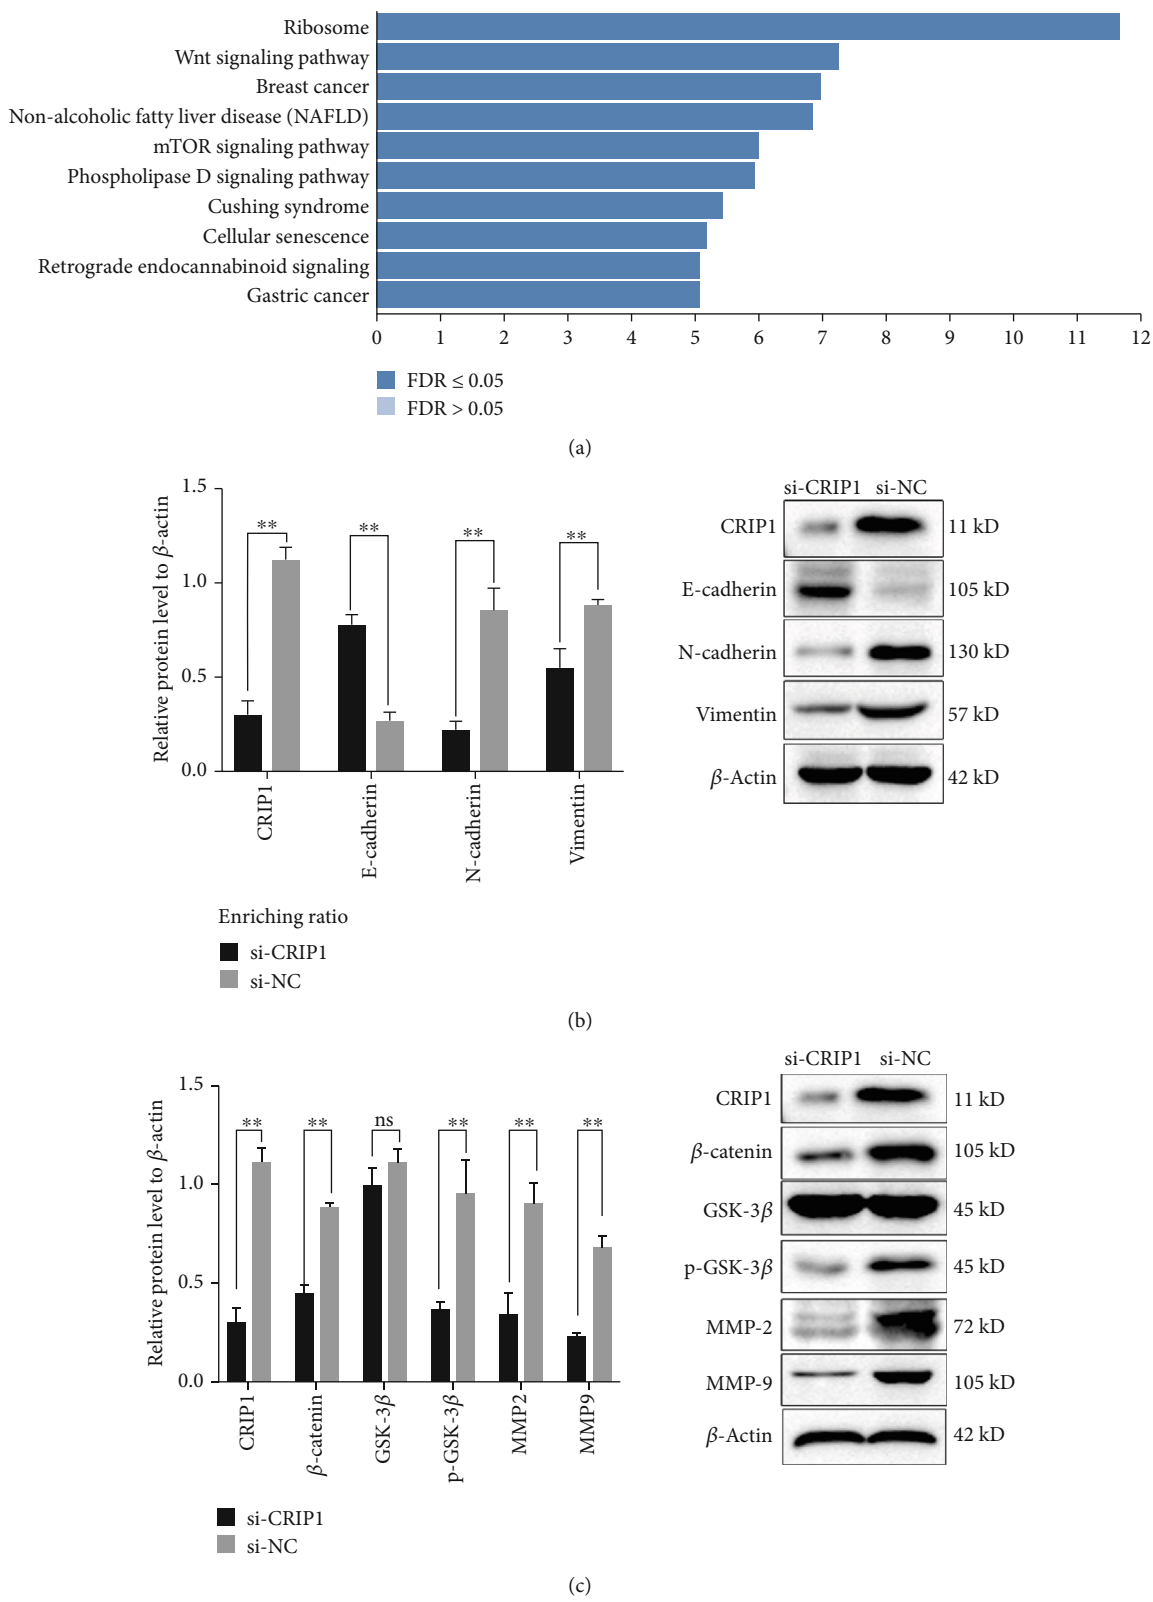 Ribosome
Wnt signaling pathway
Breast cancer
Non-alcoholic fatty liver disease (NAFLD)
mTOR signaling pathway
Phospholipase D signaling pathway
Cushing syndrome
Cellular senescence
Retrograde endocannabinoid signaling
Gastric cancer
0 1 2 3 4 5 6 7 8 9 10 11 12
FDR ≤ 0.05
FDR > 0.05
(a)
Relative protein level to β-actin
1.5
1.0
0.5
0.0
** ** ** **
CRIP1
E-cadherin
N-cadherin
Vimentin
Enriching ratio
si-CRIP1
si-NC
si-CRIP1 si-NC
CRIP1 11 kD
E-cadherin 105 kD
N-cadherin 130 kD
Vimentin 57 kD
β-Actin 42 kD
(b)
Relative protein level to β-actin
1.5
1.0
0.5
0.0
** ** ns ** ** **
CRIP1
β-catenin
GSK-3β
p-GSK-3β
MMP2
MMP9
si-CRIP1
si-NC
si-CRIP1 si-NC
CRIP1 11 kD
β-catenin 105 kD
GSK-3β 45 kD
p-GSK-3β 45 kD
MMP-2 72 kD
MMP-9 105 kD
β-Actin 42 kD
(c)